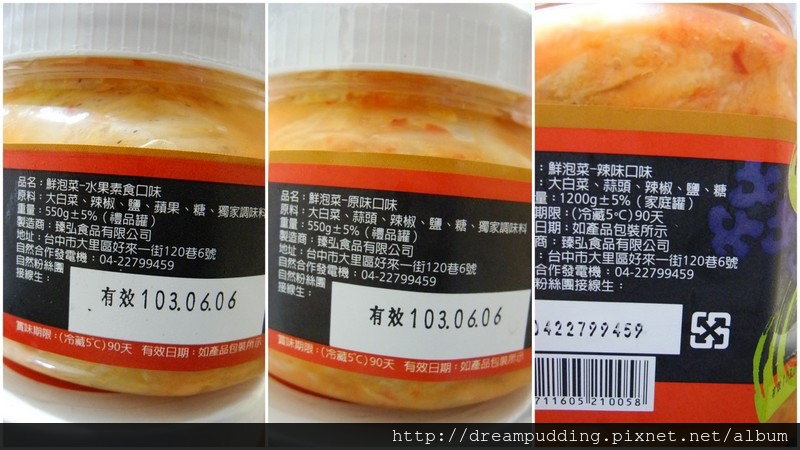 品名：鮮泡菜-水果素食口味
原料：大白菜、辣椒、鹽、蘋果、糖、獨家調味料
重量：550g±5%（禮品罐）
製造商：臻弘食品有限公司
地址：台中市大里區好來一街120巷6號
自然合作發電機：04-22799459
自然粉絲團
接線生：
有效103.06.06
賞味期限：(冷藏5℃)90天 有效日期：如產品包裝所示
品名：鮮泡菜-原味口味
原料：大白菜、蒜頭、辣椒、鹽、糖、獨家調味料
重量：550g±5%（禮品罐）
製造商：臻弘食品有限公司
地址：台中市大里區好來一街120巷6號
自然合作發電機：04-22799459
自然粉絲團
接線生：
有效103.06.06
賞味期限：(冷藏5℃)90天 有效日期：如產品包裝所示
：鮮泡菜-辣味口味
：大白菜、蒜頭、辣椒、鹽、糖
量：1200g±5%（家庭罐）
期限：(冷藏5℃)90天
日期：如產品包裝所示
：臻弘食品有限公司
：台中市大里區好來一街120巷6號
合作發電機：04-22799459
粉絲團接線生：
0422799459
711605210058
http://dreampudding.pixnet.net/album